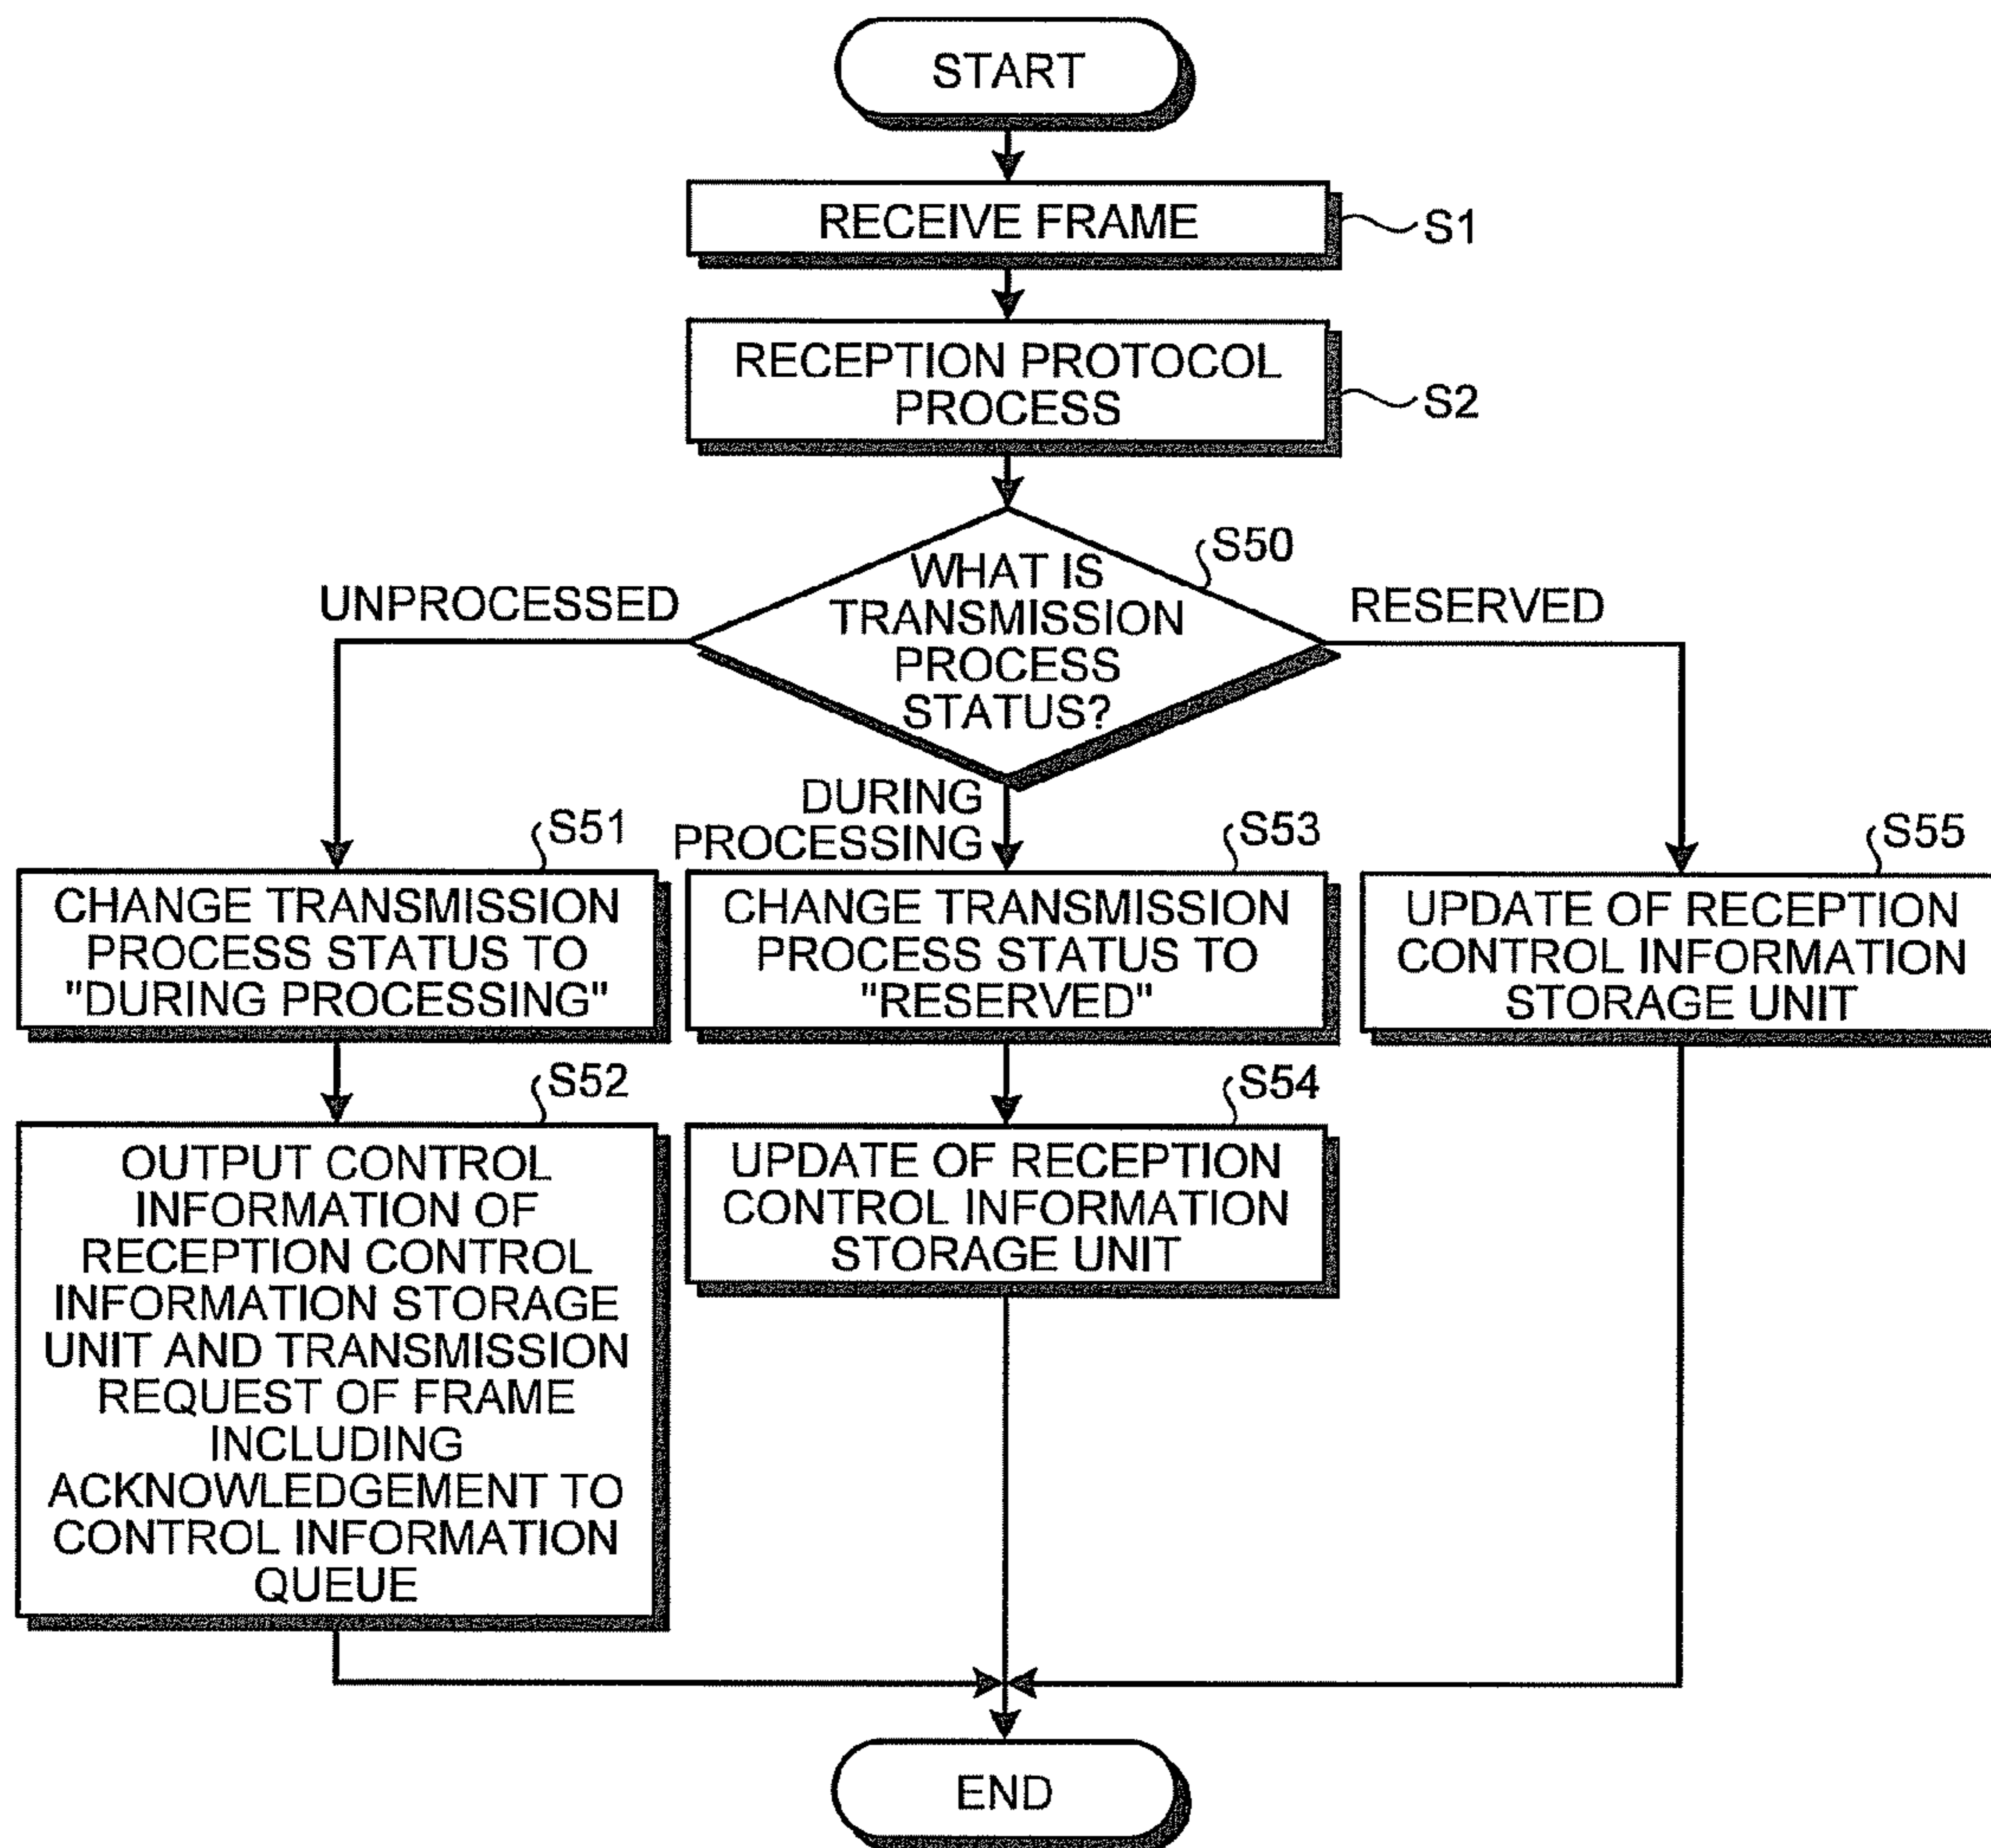 START
RECEIVE FRAME
S1
RECEPTION PROTOCOL
PROCESS
S2
S50
WHAT IS
TRANSMISSION
PROCESS
STATUS?
UNPROCESSED
RESERVED
DURING
PROCESSING
S51
CHANGE TRANSMISSION
PROCESS STATUS TO
"DURING PROCESSING"
S53
CHANGE TRANSMISSION
PROCESS STATUS TO
"RESERVED"
S55
UPDATE OF RECEPTION
CONTROL INFORMATION
STORAGE UNIT
S52
OUTPUT CONTROL
INFORMATION OF
RECEPTION CONTROL
INFORMATION STORAGE
UNIT AND TRANSMISSION
REQUEST OF FRAME
INCLUDING
ACKNOWLEDGEMENT TO
CONTROL INFORMATION
QUEUE
S54
UPDATE OF RECEPTION
CONTROL INFORMATION
STORAGE UNIT
END